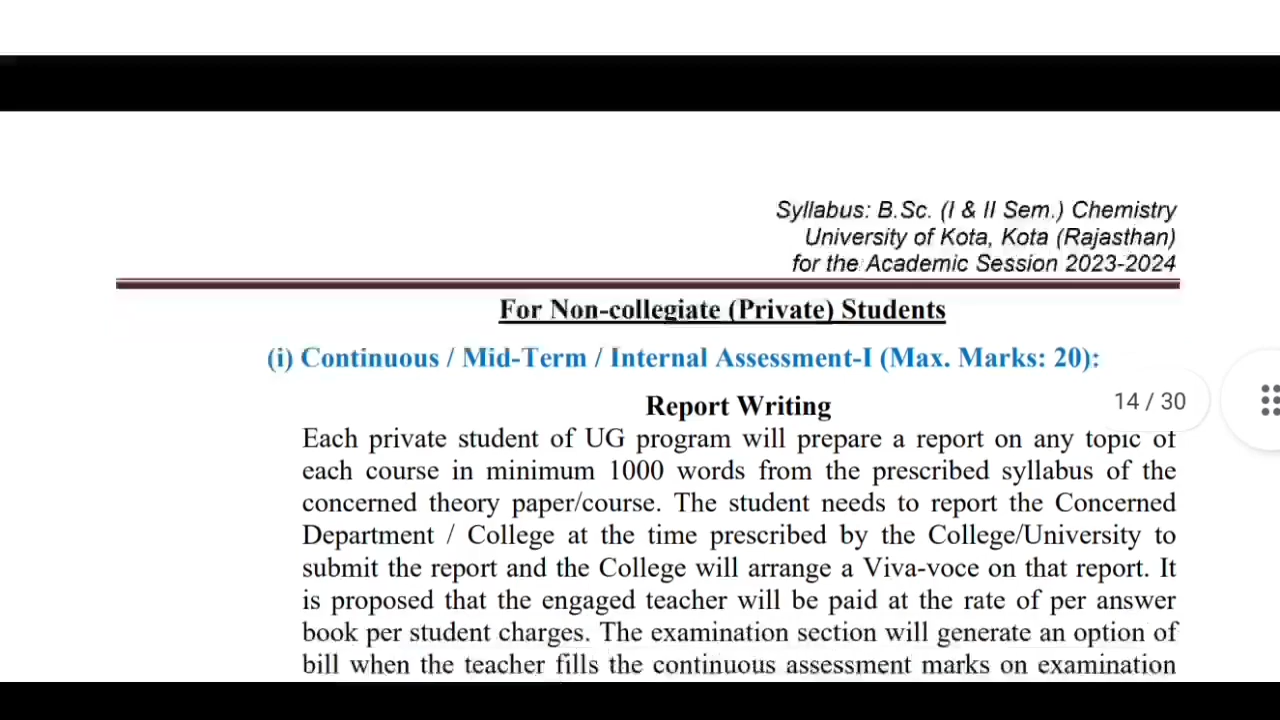 Syllabus: B.Sc. (I & II Sem.) Chemistry
University of Kota, Kota (Rajasthan)
for the Academic Session 2023-2024
For Non-collegiate (Private) Students
(i) Continuous / Mid-Term / Internal Assessment-I (Max. Marks: 20):
14 / 30
Report Writing
Each private student of UG program will prepare a report on any topic of
each course in minimum 1000 words from the prescribed syllabus of the
concerned theory paper/course. The student needs to report the Concerned
Department / College at the time prescribed by the College/University to
submit the report and the College will arrange a Viva-voce on that report. It
is proposed that the engaged teacher will be paid at the rate of per answer
book per student charges. The examination section will generate an option of
bill when the teacher fills the continuous assessment marks on examination